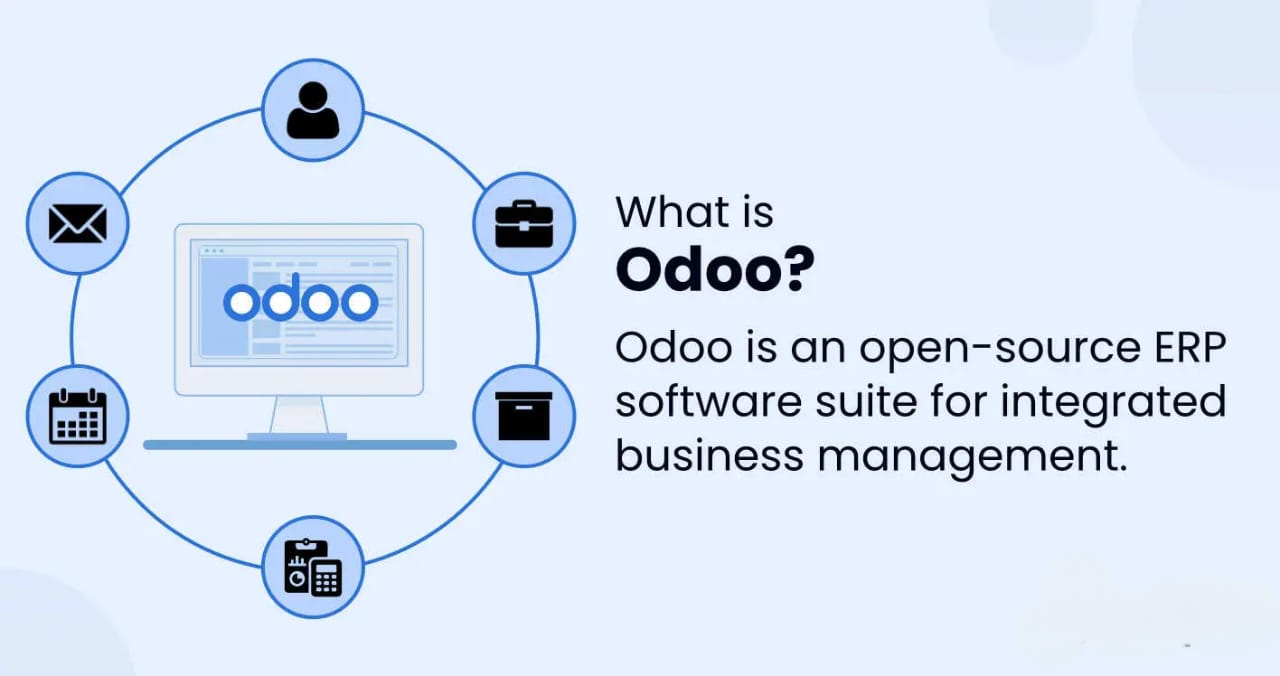 odoo
What is
Odoo?
Odoo is an open-source ERP
software suite for integrated
business management.